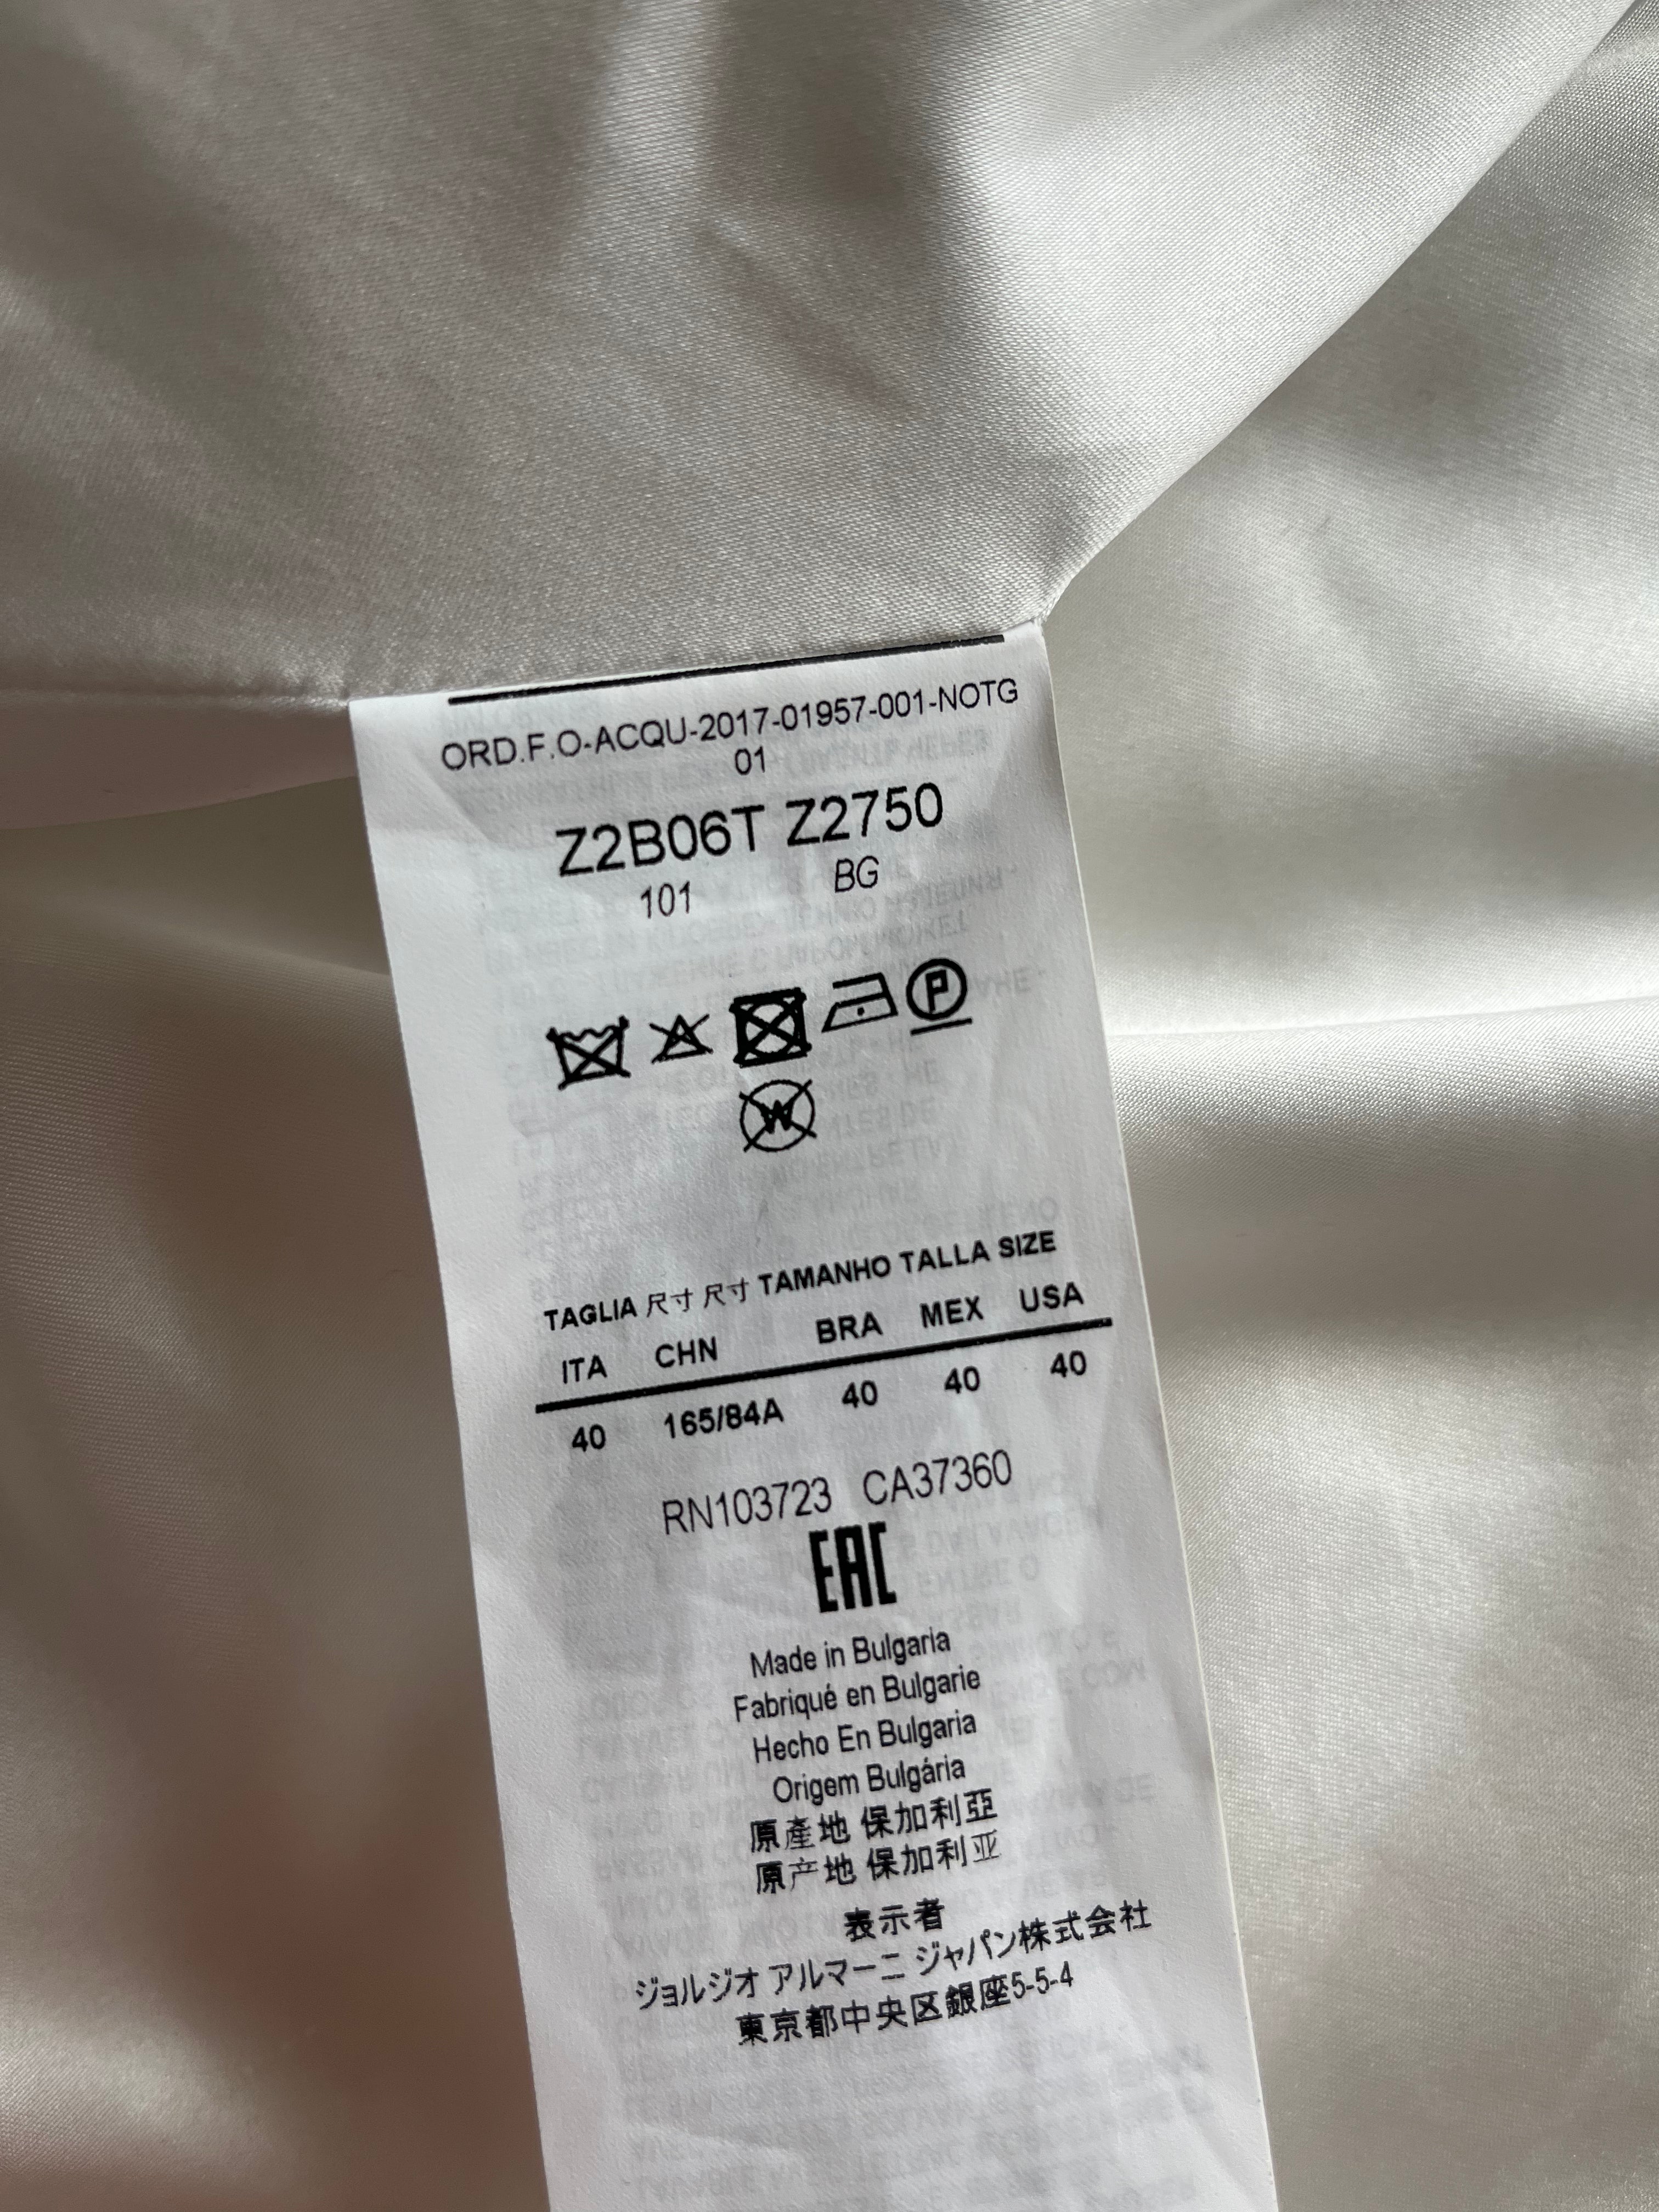 ORD.F.O-ACQU-2017-01957-001-NOTG
01
Z2B06T Z2750
101 BG
P
W
TAGLIA 尺寸 尺寸 TAMANHO TALLA SIZE
ITA CHN BRA MEX USA
40 165/84A 40 40 40
RN103723 CA37360
EAC
Made in Bulgaria
Fabriqué en Bulgarie
Hecho En Bulgaria
Origem Bulgária
原產地 保加利亞
原产地 保加利亚
表示者
ジョルジオ アルマーニ ジャパン株式会社
東京都中央区銀座5-5-4